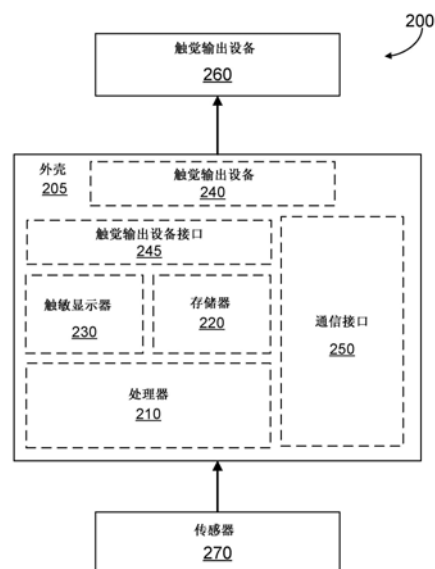 200
触觉输出设备
260
外壳
205
触觉输出设备
240
触觉输出设备接口
245
触敏显示器
230
存储器
220
通信接口
250
处理器
210
传感器
270